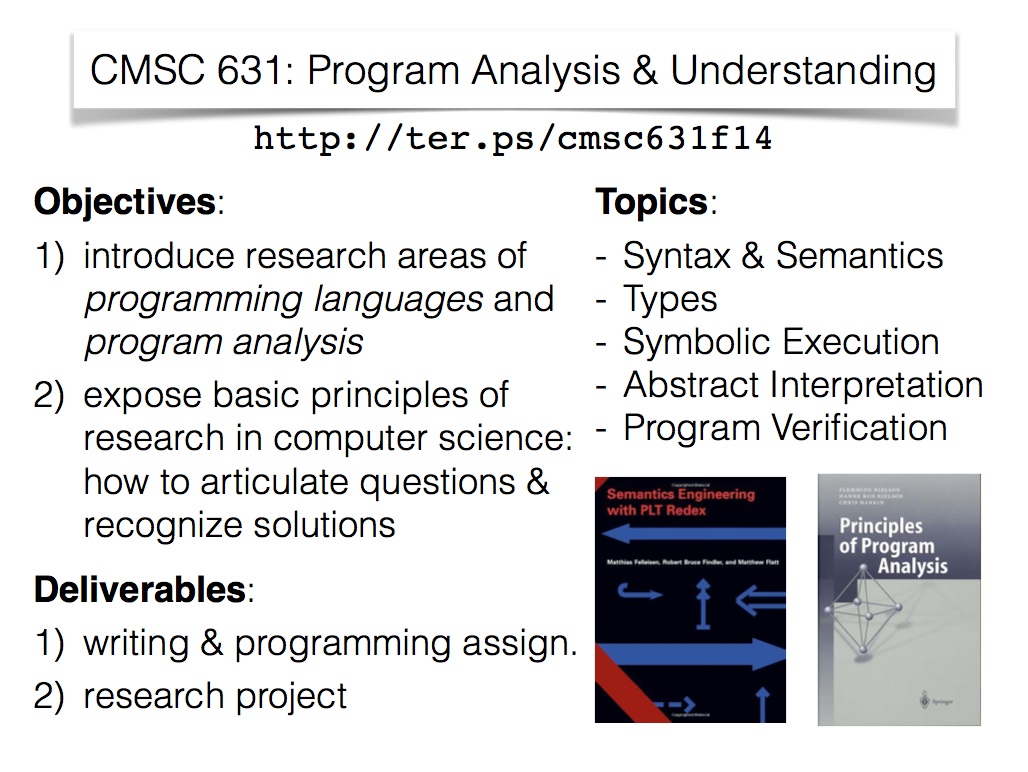 CMSC 631: Program Analysis & Understanding
http://ter.ps/cmsc631f14
Objectives:
1) introduce research areas of
programming languages and
program analysis
2) expose basic principles of
research in computer science:
how to articulate questions &
recognize solutions
Deliverables:
1) writing & programming assign.
2) research project
Topics:
- Syntax & Semantics
- Types
- Symbolic Execution
- Abstract Interpretation
- Program Verification
Copyrighted Material
Semantics Engineering
with PLT Redex
Matthias Felleisen, Robert Bruce Findler, and Matthew Flatt
Copyrighted Material
FLEMMING NIELSON
HANNE RIIS NIELSON
CHRIS HANKIN
Principles
of Program
Analysis
Springer